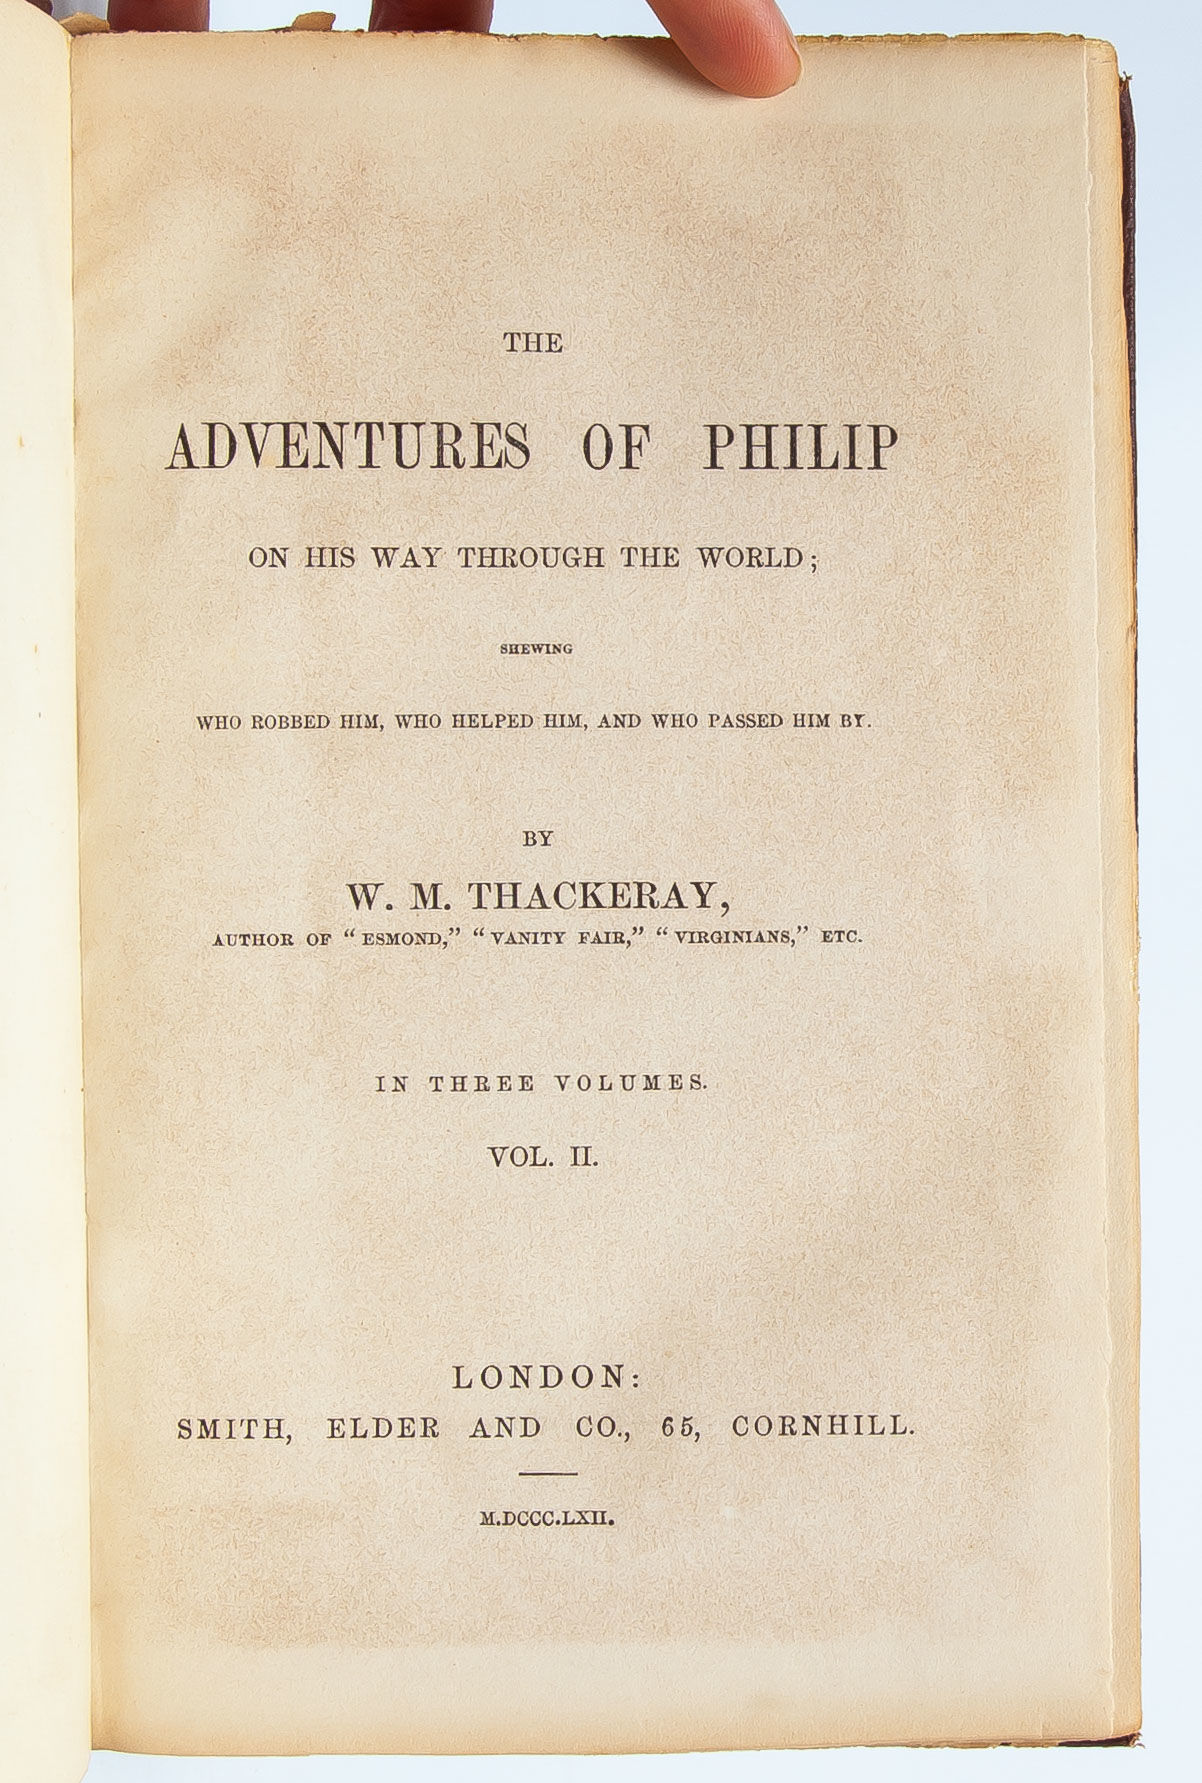 THE
ADVENTURES OF PHILIP
ON HIS WAY THROUGH THE WORLD;
SHEWING
WHO ROBBED HIM, WHO HELPED HIM, AND WHO PASSED HIM BY.
BY
W. M. THACKERAY,
AUTHOR OF "ESMOND," "VANITY FAIR," "VIRGINIANS," ETC.
IN THREE VOLUMES.
VOL. II.
LONDON:
SMITH, ELDER AND CO., 65, CORNHILL.
M.DCCC.LXII.